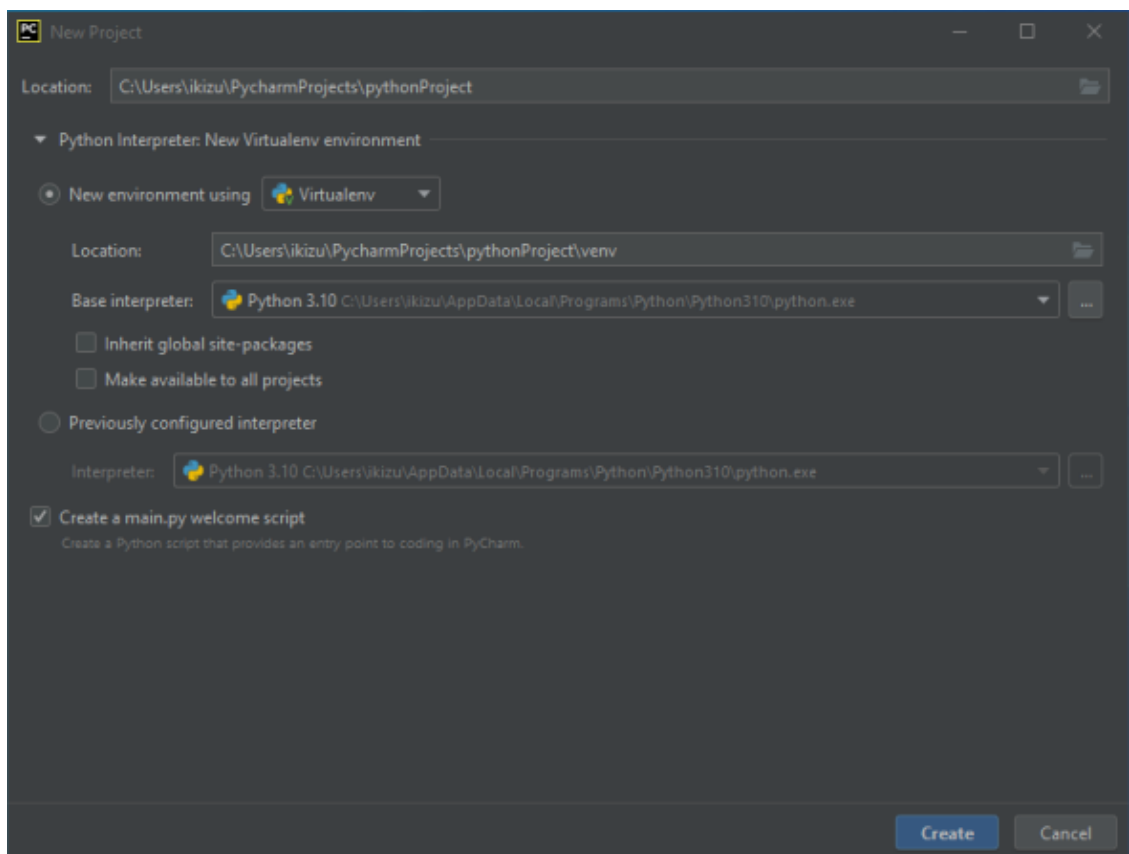 PC New Project
Location: C:\Users\ikizu\PycharmProjects\pythonProject
Python Interpreter: New Virtualenv environment
New environment using Virtualenv
Location: C:\Users\ikizu\PycharmProjects\pythonProject\venv
Base interpreter: Python 3.10 C:\Users\ikizu\AppData\Local\Programs\Python\Python310\python.exe ...
Inherit global site-packages
Make available to all projects
Previously configured interpreter
Interpreter: Python 3.10 C:\Users\ikizu\AppData\Local\Programs\Python\Python310\python.exe ...
Create a main.py welcome script
Create a Python script that provides an entry point to coding in PyCharm.
Create Cancel